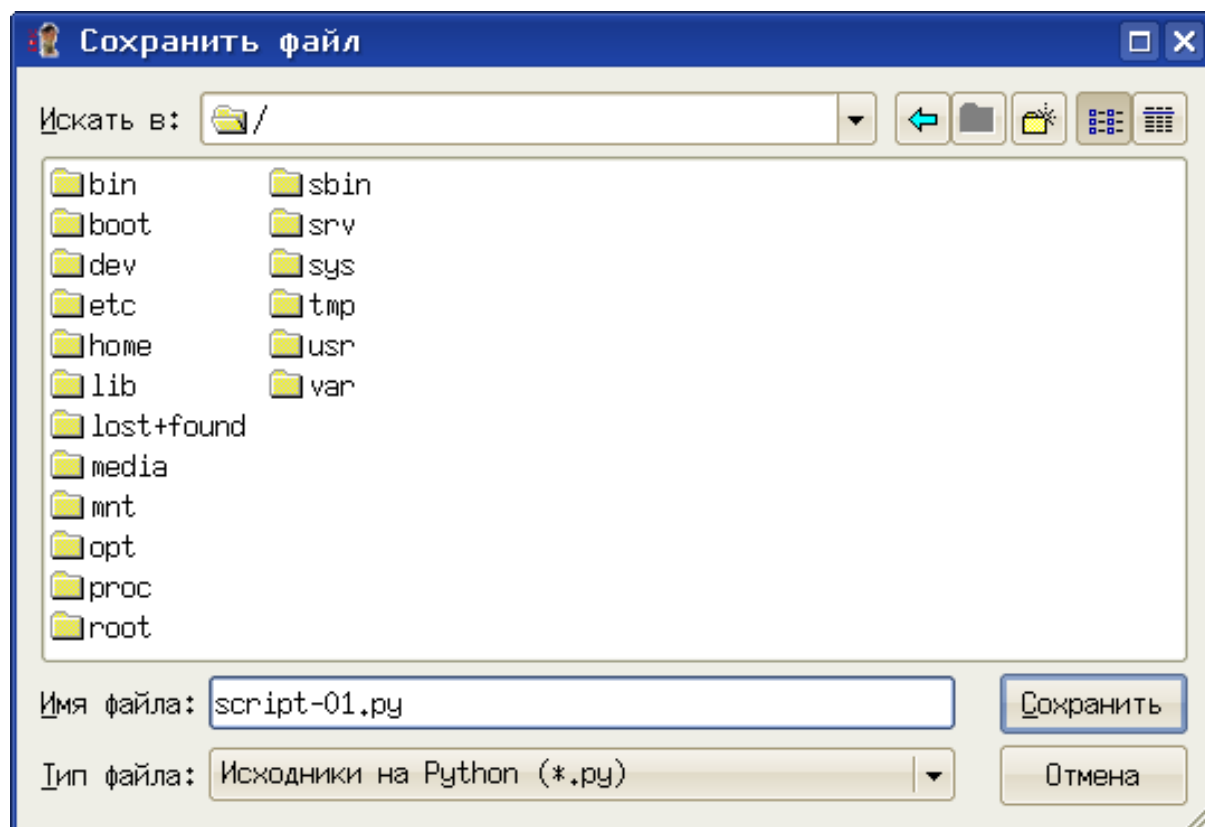 Сохранить файл
Искать в: /
bin
boot
dev
etc
home
lib
lost+found
media
mnt
opt
proc
root
sbin
srv
sys
tmp
usr
var
Имя файла: script-01.py Сохранить
Тип файла: Исходники на Python (*.py) Отмена